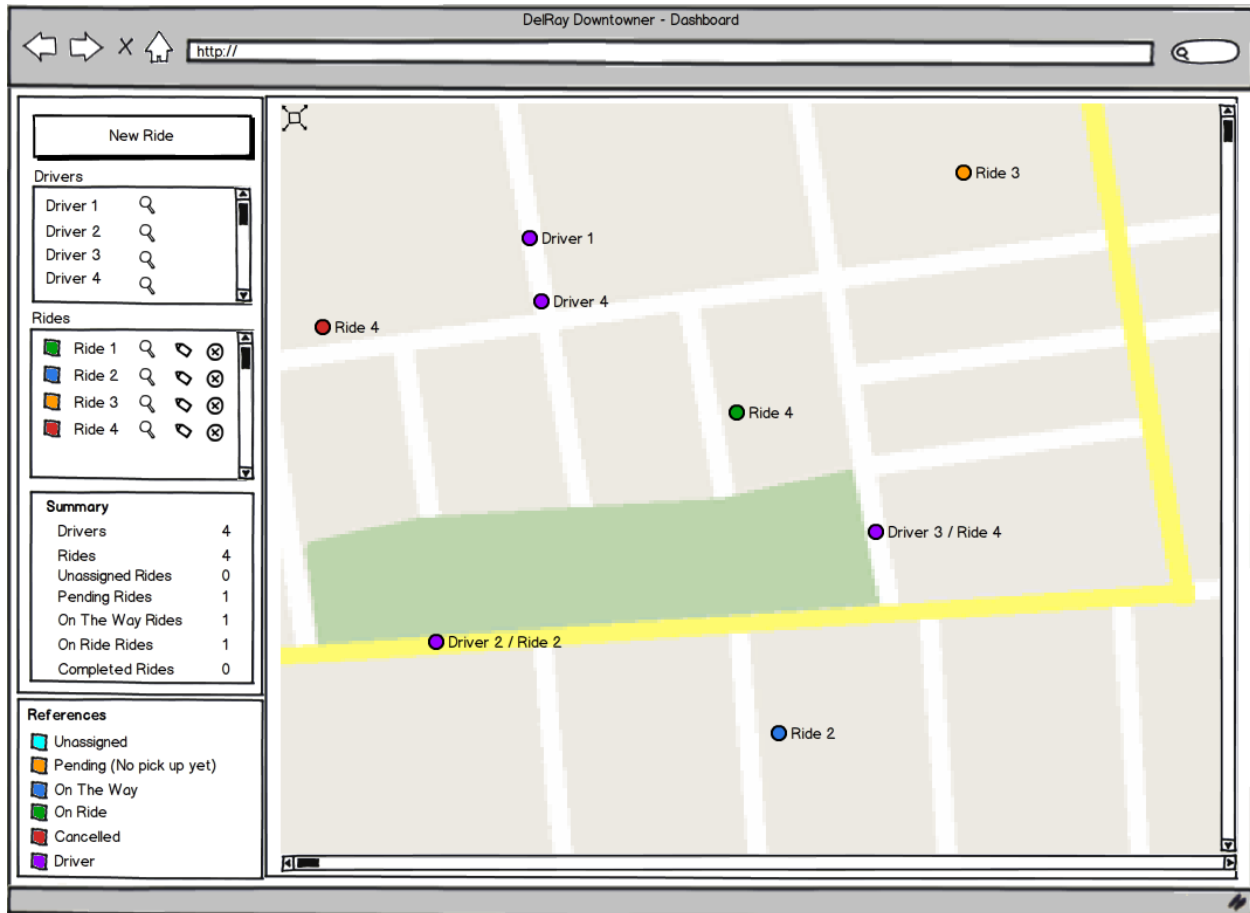 DelRay Downtowner - Dashboard
http://
New Ride
Drivers
Driver 1
Driver 2
Driver 3
Driver 4
Rides
Ride 1
Ride 2
Ride 3
Ride 4
Summary
Drivers 4
Rides 4
Unassigned Rides 0
Pending Rides 1
On The Way Rides 1
On Ride Rides 1
Completed Rides 0
References
Unassigned
Pending (No pick up yet)
On The Way
On Ride
Cancelled
Driver
Ride 3
Driver 1
Driver 4
Ride 4
Ride 4
Driver 3 / Ride 4
Driver 2 / Ride 2
Ride 2